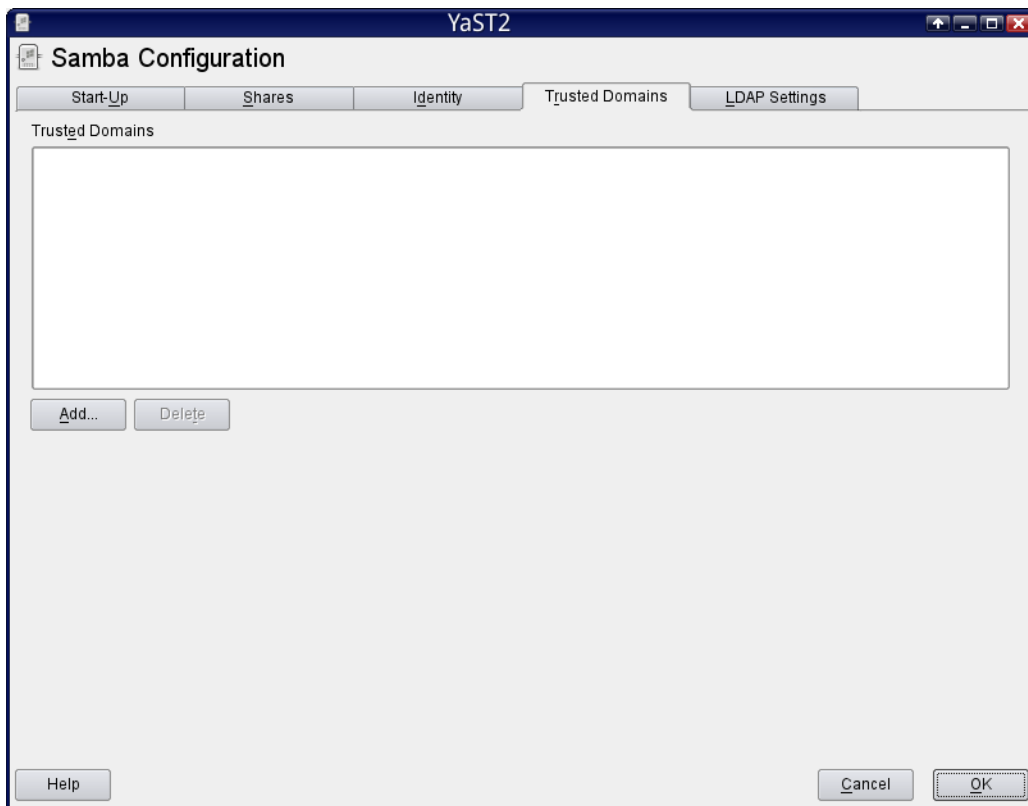 YaST2
Samba Configuration
Start-Up Shares Identity Trusted Domains LDAP Settings
Trusted Domains
Add... Delete
Help Cancel OK